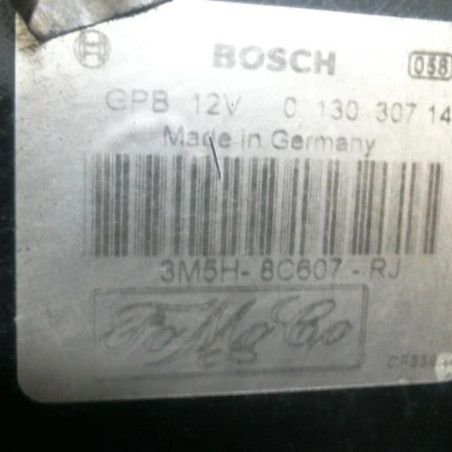 BOSCH 058
GPB 12V 0 130 307 14
Made in Germany
3M5H-8C607-RJ
FoMoCo